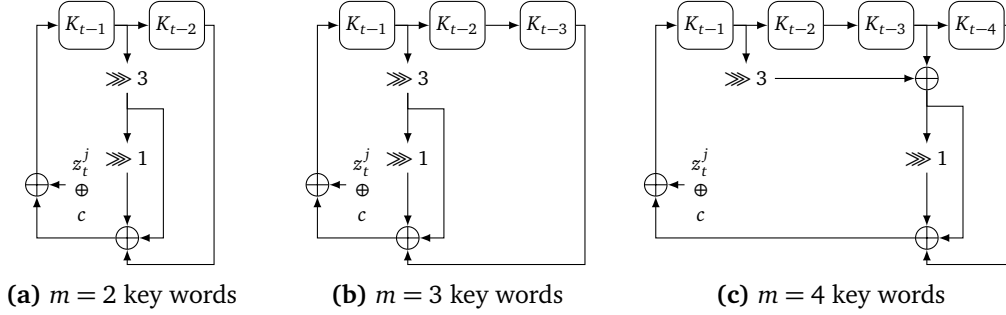 K_{t−1} K_{t−2} K_{t−1} K_{t−2} K_{t−3} K_{t−1} K_{t−2} K_{t−3} K_{t−4}
⋙ 3 ⋙ 3 ⋙ 3 ⊕
⋙ 1 ⋙ 1 ⋙ 1
z_t^j z_t^j z_t^j
⊕ ⊕ ⊕ ⊕ ⊕ ⊕
c c c
⊕ ⊕ ⊕
(a) m = 2 key words (b) m = 3 key words (c) m = 4 key words